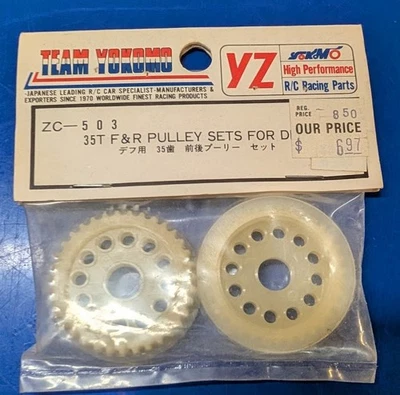 TEAM YOKOMO
-JAPANESE LEADING R/C CAR SPECIALIST-MANUFACTURERS &
EXPORTERS SINCE 1970 WORLDWIDE FINEST RACING PRODUCTS-
YZ
YOKOMO
High Performance
R/C Racing Parts
ZC-503
35T F&R PULLEY SETS FOR
デフ用 35歯 前後プーリー セット
REG. PRICE 8 50
OUR PRICE
$ 6.97